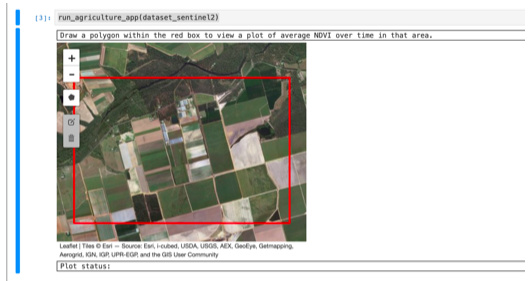 [3]: run_agriculture_app(dataset_sentinel2)
Draw a polygon within the red box to view a plot of average NDVI over time in that area.
+
−
Leaflet | Tiles © Esri — Source: Esri, i-cubed, USDA, USGS, AEX, GeoEye, Getmapping,
Aerogrid, IGN, IGP, UPR-EGP, and the GIS User Community
Plot status: